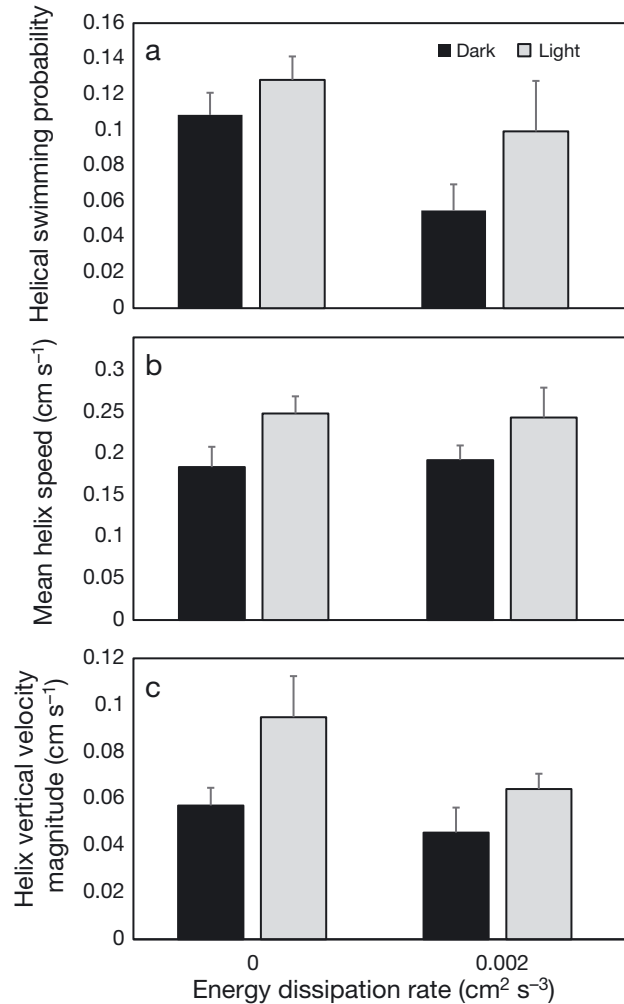 Helical swimming probability
0.16
0.14
0.12
0.1
0.08
0.06
0.04
0.02
0
a
Dark
Light
Mean helix speed (cm s⁻¹)
0.3
0.25
0.2
0.15
0.1
0.05
0
b
Helix vertical velocity
magnitude (cm s⁻¹)
0.12
0.1
0.08
0.06
0.04
0.02
0
c
0
0.002
Energy dissipation rate (cm² s⁻³)